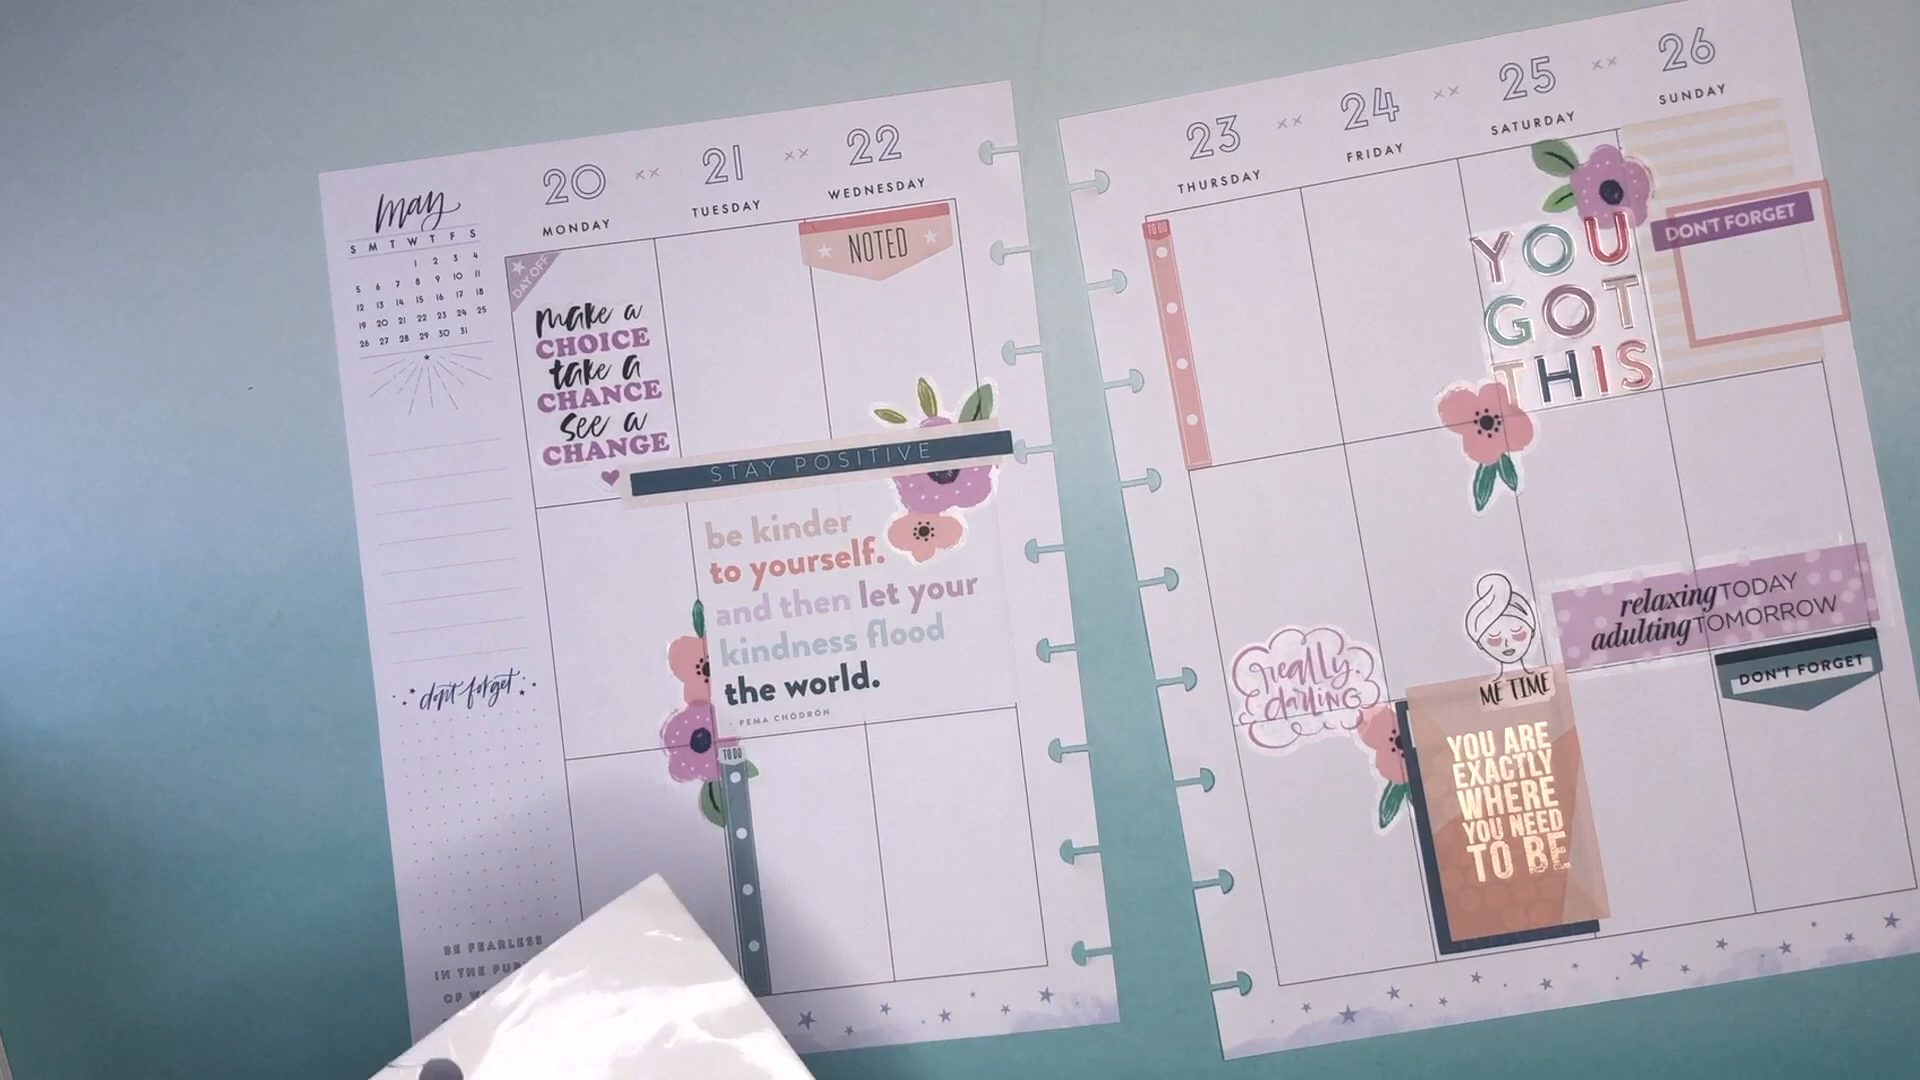 may
S M T W T F S
1 2 3 4
5 6 7 8 9 10 11
12 13 14 15 16 17 18
19 20 21 22 23 24 25
26 27 28 29 30 31
don't forget
BE FEARLESS
IN THE
OF
20 ×× 21 ×× 22
MONDAY TUESDAY WEDNESDAY
DAY OFF
make a
CHOICE
take a
CHANCE
see a
CHANGE
NOTED
STAY POSITIVE
be kinder
to yourself.
and then let your
kindness flood
the world.
- PEMA CHÖDRÖN
TO DO
23 ×× 24 ×× 25 ×× 26
THURSDAY FRIDAY SATURDAY SUNDAY
TO DO
YOU
GOT
THIS
DON'T FORGET
really,
darling
ME TIME
YOU ARE
EXACTLY
WHERE
YOU NEED
TO BE
relaxing TODAY
adulting TOMORROW
DON'T FORGET